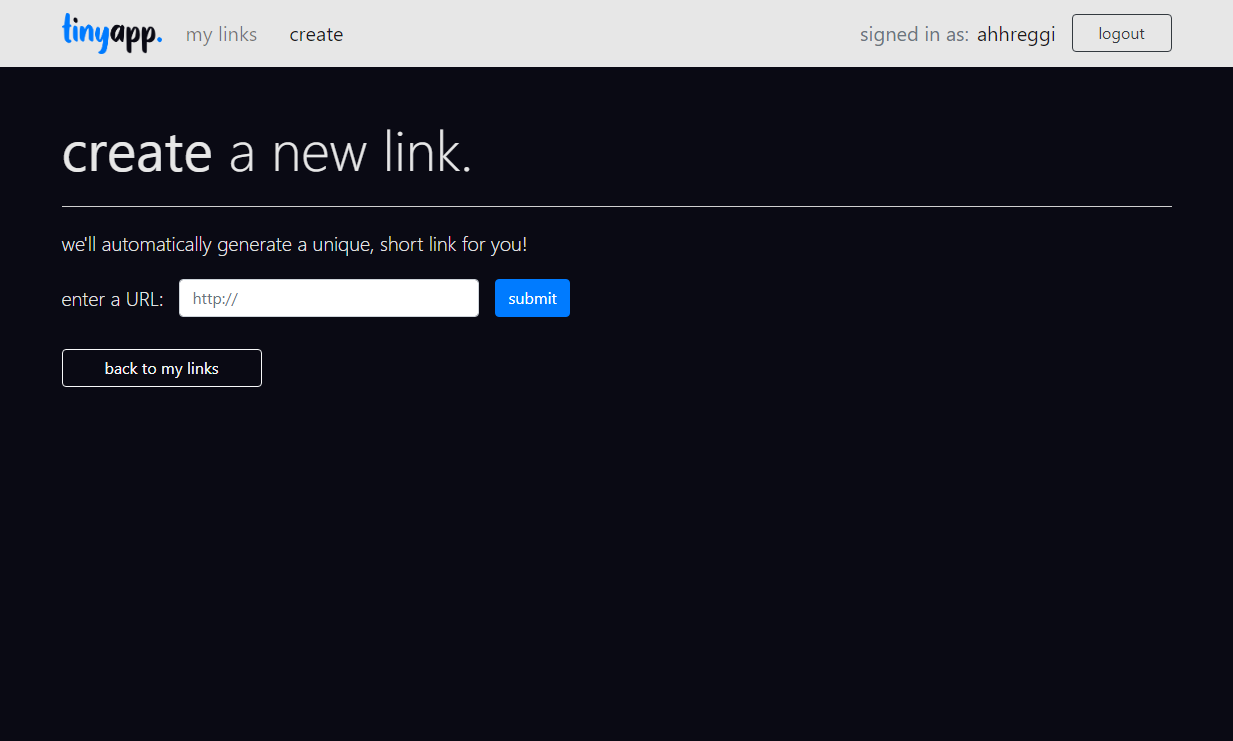 tinyapp. my links create signed in as: ahhreggi logout
create a new link.
we'll automatically generate a unique, short link for you!
enter a URL: http:// submit
back to my links